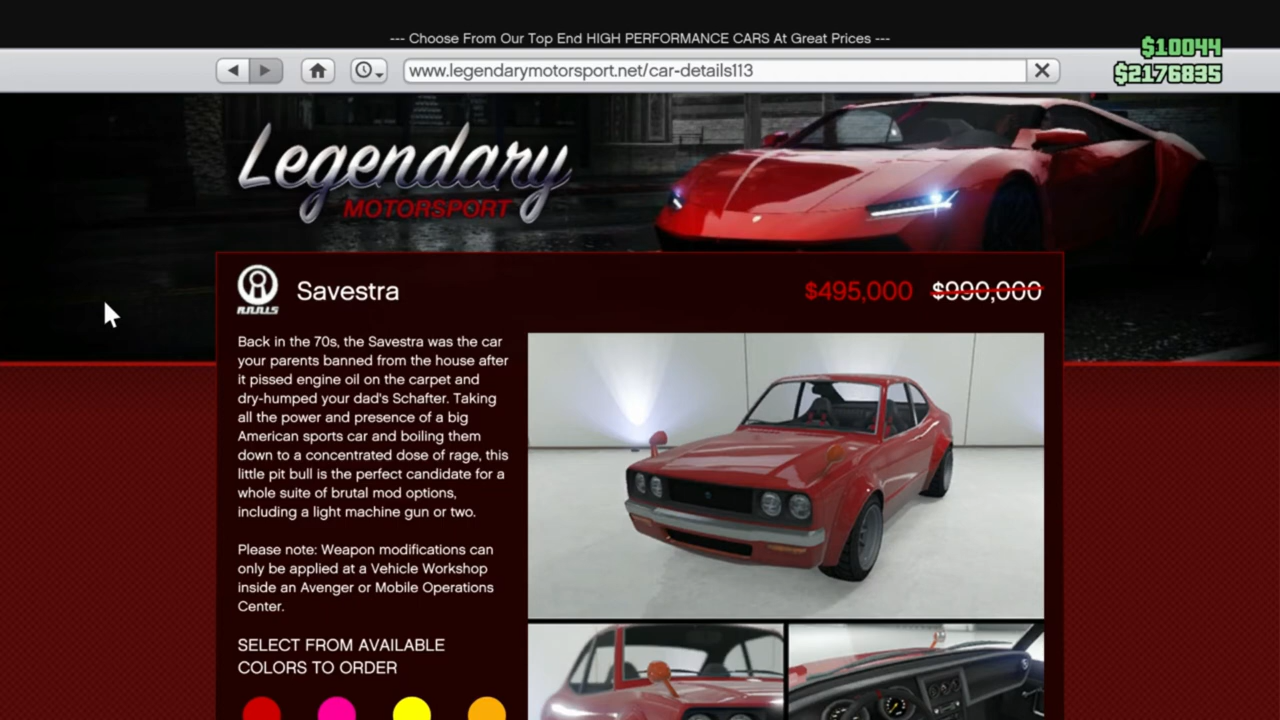 --- Choose From Our Top End HIGH PERFORMANCE CARS At Great Prices ---
$10044
www.legendarymotorsport.net/car-details113
$2176835
Legendary
MOTORSPORT
ANNIS
Savestra
$495,000 $990,000
Back in the 70s, the Savestra was the car
your parents banned from the house after
it pissed engine oil on the carpet and
dry-humped your dad's Schafter. Taking
all the power and presence of a big
American sports car and boiling them
down to a concentrated dose of rage, this
little pit bull is the perfect candidate for a
whole suite of brutal mod options,
including a light machine gun or two.
Please note: Weapon modifications can
only be applied at a Vehicle Workshop
inside an Avenger or Mobile Operations
Center.
SELECT FROM AVAILABLE
COLORS TO ORDER